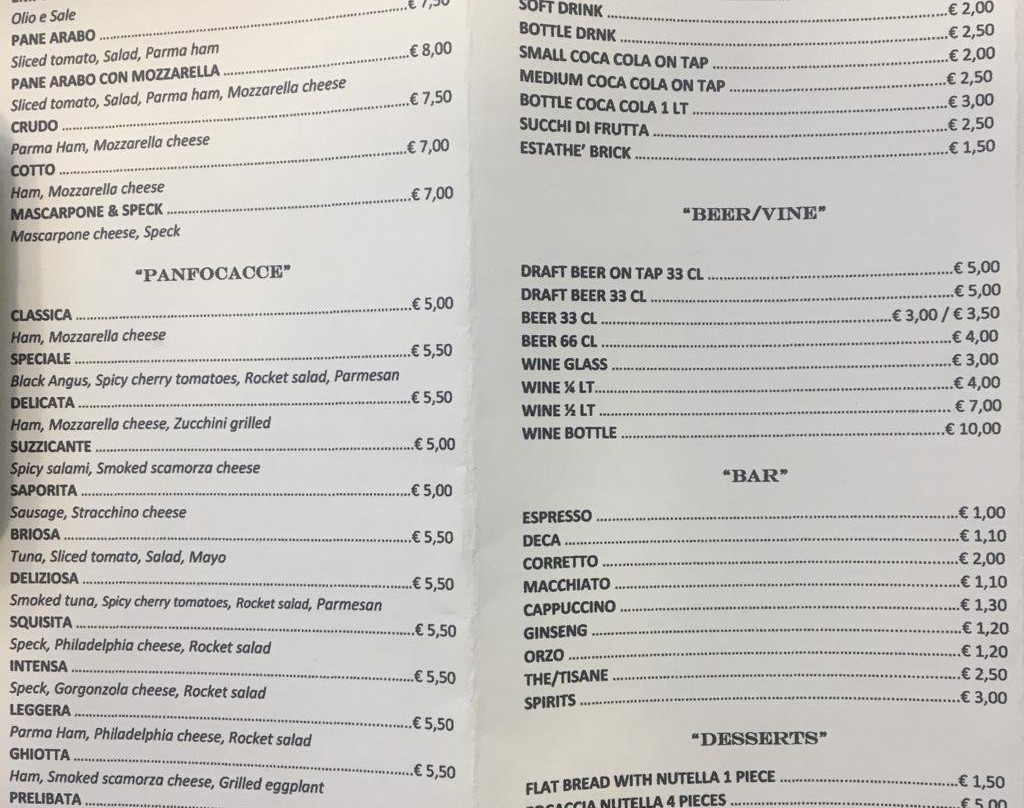 € 7,50
Olio e Sale
PANE ARABO ........ € 8,00
Sliced tomato, Salad, Parma ham
PANE ARABO CON MOZZARELLA ........ € 7,50
Sliced tomato, Salad, Parma ham, Mozzarella cheese
CRUDO ........ € 7,00
Parma Ham, Mozzarella cheese
COTTO ........ € 7,00
Ham, Mozzarella cheese
MASCARPONE & SPECK
Mascarpone cheese, Speck
"PANFOCACCE"
CLASSICA ........ € 5,00
Ham, Mozzarella cheese
SPECIALE ........ € 5,50
Black Angus, Spicy cherry tomatoes, Rocket salad, Parmesan
DELICATA ........ € 5,50
Ham, Mozzarella cheese, Zucchini grilled
SUZZICANTE ........ € 5,00
Spicy salami, Smoked scamorza cheese
SAPORITA ........ € 5,00
Sausage, Stracchino cheese
BRIOSA ........ € 5,50
Tuna, Sliced tomato, Salad, Mayo
DELIZIOSA ........ € 5,50
Smoked tuna, Spicy cherry tomatoes, Rocket salad, Parmesan
SQUISITA ........ € 5,50
Speck, Philadelphia cheese, Rocket salad
INTENSA ........ € 5,50
Speck, Gorgonzola cheese, Rocket salad
LEGGERA ........ € 5,50
Parma Ham, Philadelphia cheese, Rocket salad
GHIOTTA ........ € 5,50
Ham, Smoked scamorza cheese, Grilled eggplant
PRELIBATA ........
SOFT DRINK ........ € 2,00
BOTTLE DRNK ........ € 2,50
SMALL COCA COLA ON TAP ........ € 2,00
MEDIUM COCA COLA ON TAP ........ € 2,50
BOTTLE COCA COLA 1 LT ........ € 3,00
SUCCHI DI FRUTTA ........ € 2,50
ESTATHE' BRICK ........ € 1,50
"BEER/VINE"
DRAFT BEER ON TAP 33 CL ........ € 5,00
DRAFT BEER 33 CL ........ € 5,00
BEER 33 CL ........ € 3,00 / € 3,50
BEER 66 CL ........ € 4,00
WINE GLASS ........ € 3,00
WINE ¼ LT ........ € 4,00
WINE ½ LT ........ € 7,00
WINE BOTTLE ........ € 10,00
"BAR"
ESPRESSO ........ € 1,00
DECA ........ € 1,10
CORRETTO ........ € 2,00
MACCHIATO ........ € 1,10
CAPPUCCINO ........ € 1,30
GINSENG ........ € 1,20
ORZO ........ € 1,20
THE/TISANE ........ € 2,50
SPIRITS ........ € 3,00
"DESSERTS"
FLAT BREAD WITH NUTELLA 1 PIECE ........ € 1,50
FOCACCIA NUTELLA 4 PIECES ........ € 5,00